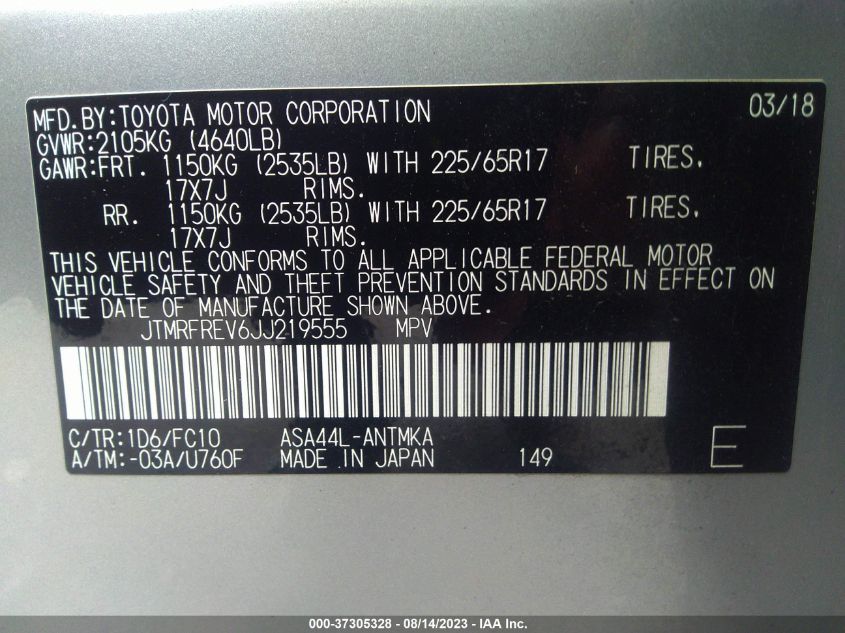 MFD.BY:TOYOTA MOTOR CORPORATION 03/18
GVWR:2105KG (4640LB)
GAWR:FRT. 1150KG (2535LB) WITH 225/65R17 TIRES.
17X7J RIMS.
RR. 1150KG (2535LB) WITH 225/65R17 TIRES.
17X7J RIMS.
THIS VEHICLE CONFORMS TO ALL APPLICABLE FEDERAL MOTOR
VEHICLE SAFETY AND THEFT PREVENTION STANDARDS IN EFFECT ON
THE DATE OF MANUFACTURE SHOWN ABOVE.
JTMRFREV6JJ219555 MPV
C/TR:1D6/FC10 ASA44L-ANTMKA
A/TM:-03A/U760F MADE IN JAPAN 149 E
000-37305328 - 08/14/2023 - IAA Inc.